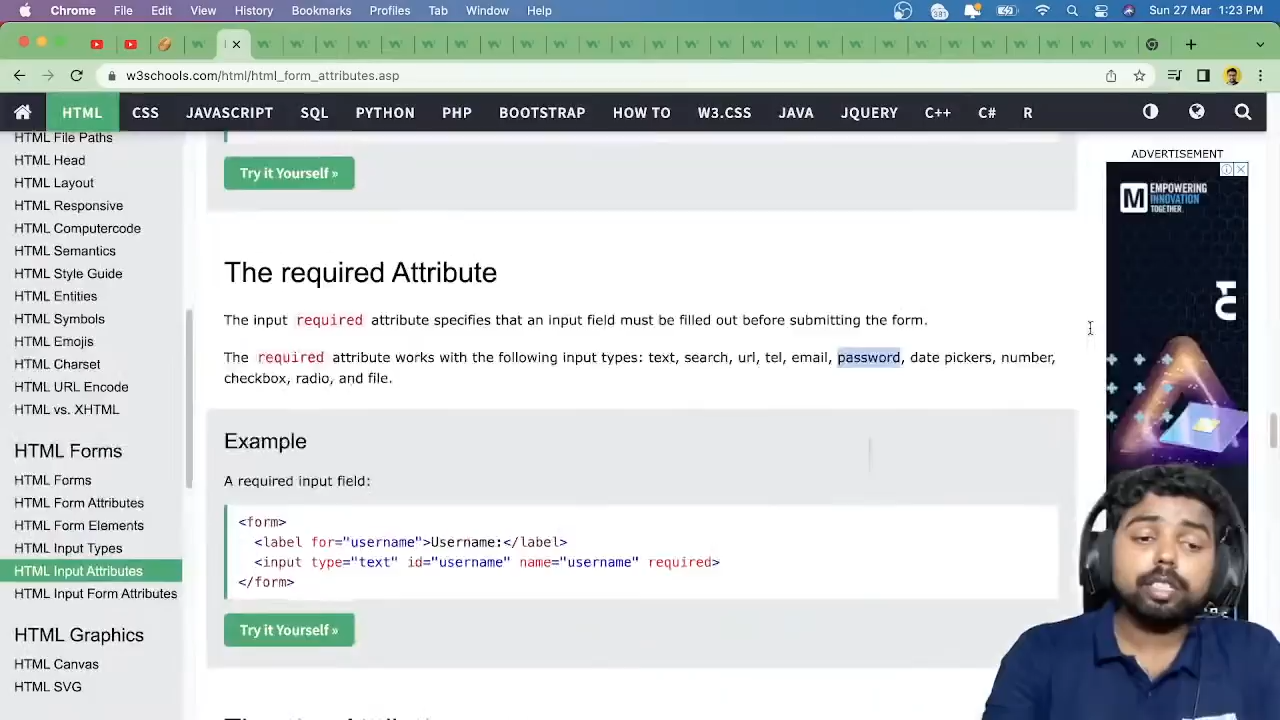 Chrome File Edit View History Bookmarks Profiles Tab Window Help 381 Sun 27 Mar 1:23 PM
w3schools.com/html/html_form_attributes.asp
HTML CSS JAVASCRIPT SQL PYTHON PHP BOOTSTRAP HOW TO W3.CSS JAVA JQUERY C++ C# R
HTML File Paths
HTML Head
HTML Layout
HTML Responsive
HTML Computercode
HTML Semantics
HTML Style Guide
HTML Entities
HTML Symbols
HTML Emojis
HTML Charset
HTML URL Encode
HTML vs. XHTML
HTML Forms
HTML Forms
HTML Form Attributes
HTML Form Elements
HTML Input Types
HTML Input Attributes
HTML Input Form Attributes
HTML Graphics
HTML Canvas
HTML SVG
Try it Yourself »
The required Attribute
The input required attribute specifies that an input field must be filled out before submitting the form.
The required attribute works with the following input types: text, search, url, tel, email, password, date pickers, number,
checkbox, radio, and file.
Example
A required input field:
<form>
<label for="username">Username:</label>
<input type="text" id="username" name="username" required>
</form>
Try it Yourself »
ADVERTISEMENT
M EMPOWERING
INNOVATION
TOGETHER.